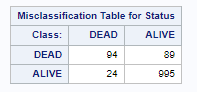 Misclassification Table for Status
Class: DEAD ALIVE
DEAD 94 89
ALIVE 24 995